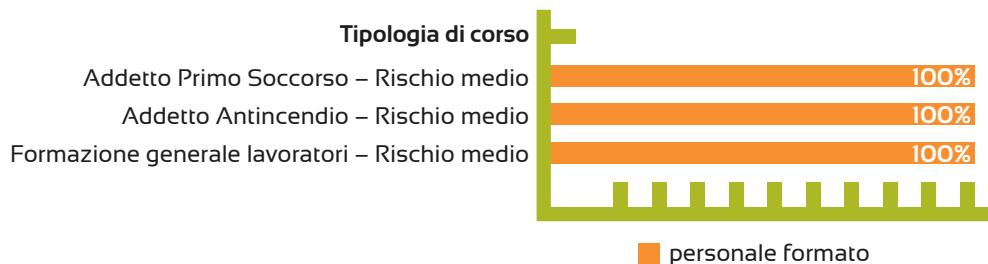 Tipologia di corso
Addetto Primo Soccorso – Rischio medio 100%
Addetto Antincendio – Rischio medio 100%
Formazione generale lavoratori – Rischio medio 100%
personale formato